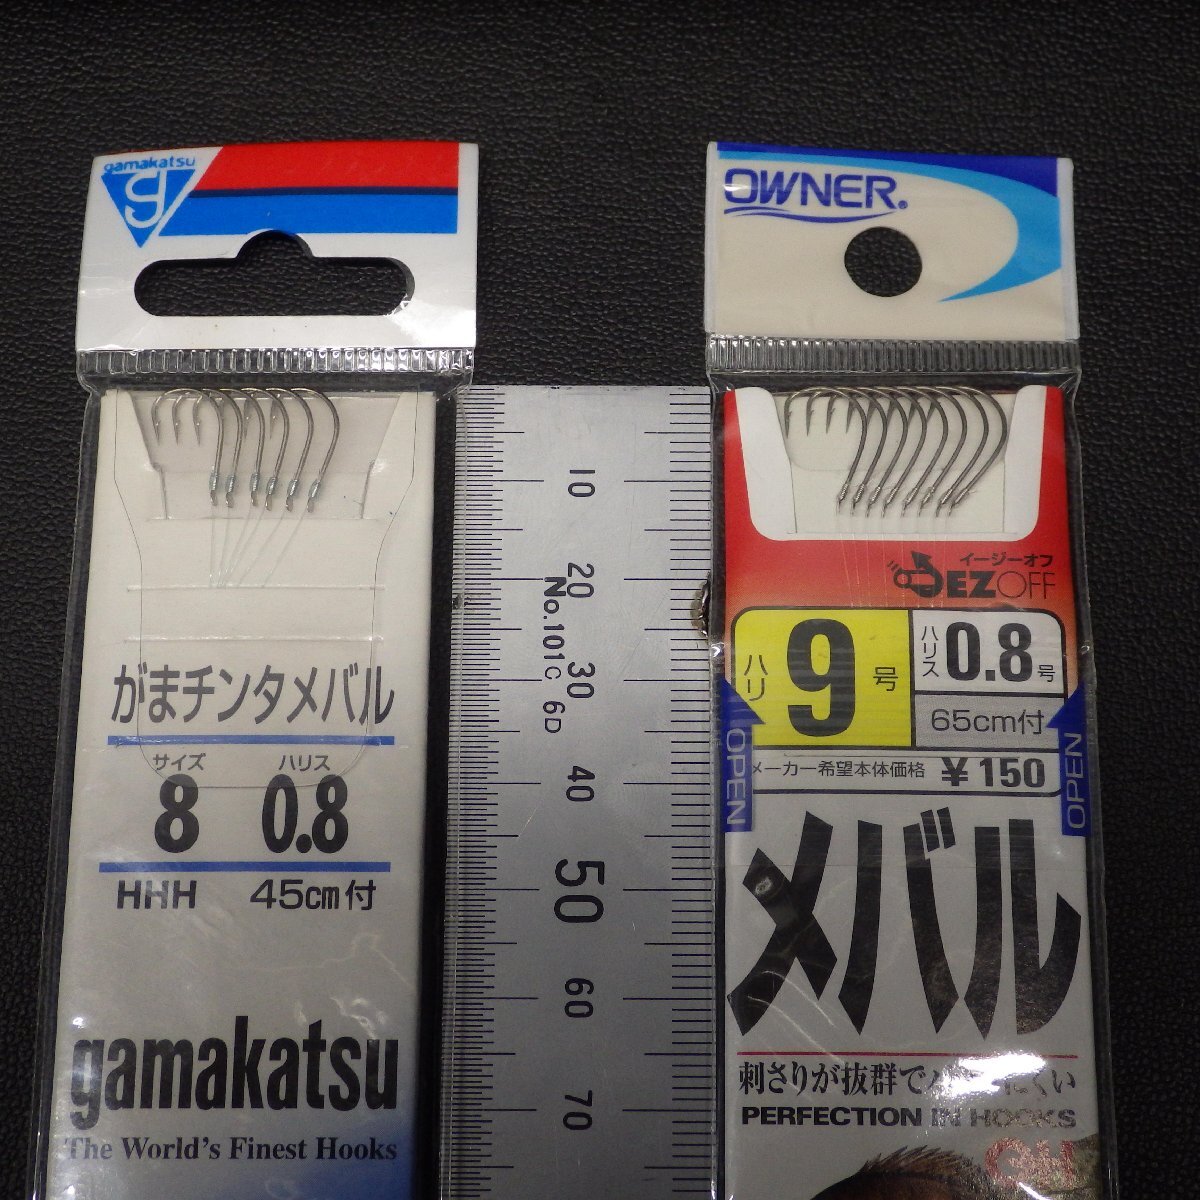 gamakatsu
g
がまチンタメバル
サイズ ハリス
8 0.8
HHH 45cm付
gamakatsu
The World's Finest Hooks
10
20
30
40
50
60
70
No.101C 6D
OWNER®
イージーオフ
EZOFF
ハリ 9号
ハリス 0.8号
65cm付
メーカー希望本体価格 ¥150
OPEN
OPEN
メバル
刺さりが抜群で
にくい
PERFECTION IN HOOKS